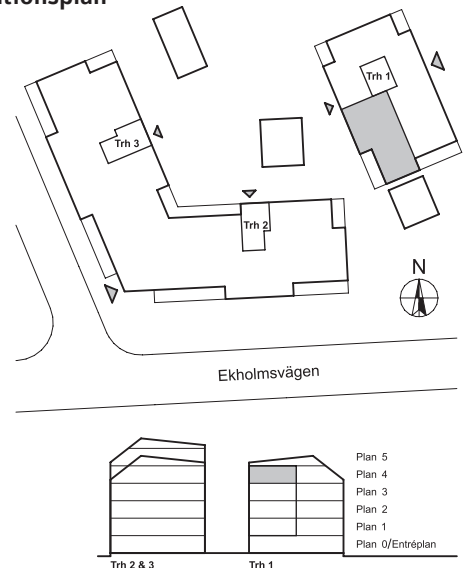 tionsplan
Trh 1
Trh 3
Trh 2
N
Ekholmsvägen
Plan 5
Plan 4
Plan 3
Plan 2
Plan 1
Plan 0/Entréplan
Trh 2 & 3
Trh 1